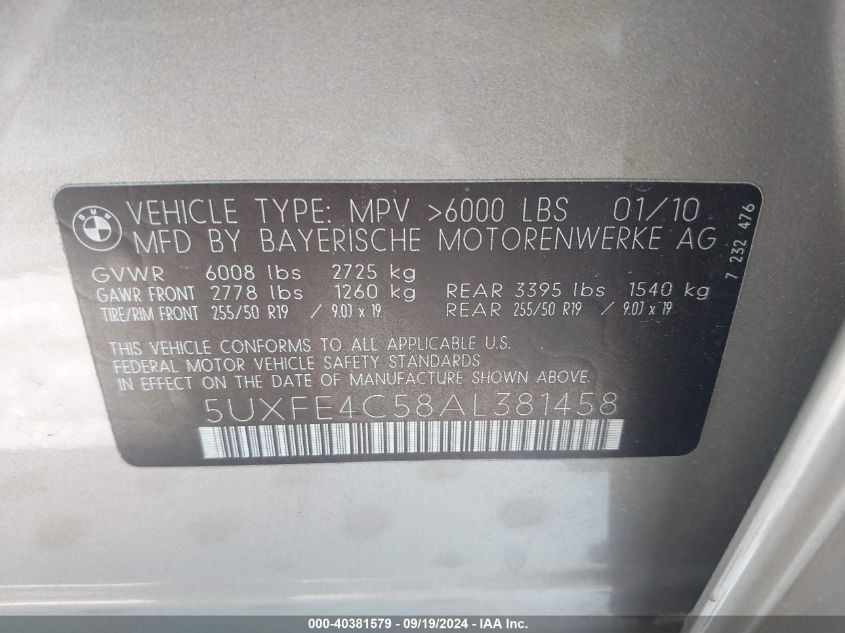 VEHICLE TYPE: MPV >6000 LBS 01/10
MFD BY BAYERISCHE MOTORENWERKE AG
GVWR 6008 lbs 2725 kg
GAWR FRONT 2778 lbs 1260 kg REAR 3395 lbs 1540 kg
TIRE/RIM FRONT 255/50 R19 / 9.0J x 19 REAR 255/50 R19 / 9.0J x 19
THIS VEHICLE CONFORMS TO ALL APPLICABLE U.S.
FEDERAL MOTOR VEHICLE SAFETY STANDARDS
IN EFFECT ON THE DATE OF MANUFACTURE SHOWN ABOVE.
5UXFE4C58AL381458
7 232 476
BMW
000-40381579 - 09/19/2024 - IAA Inc.